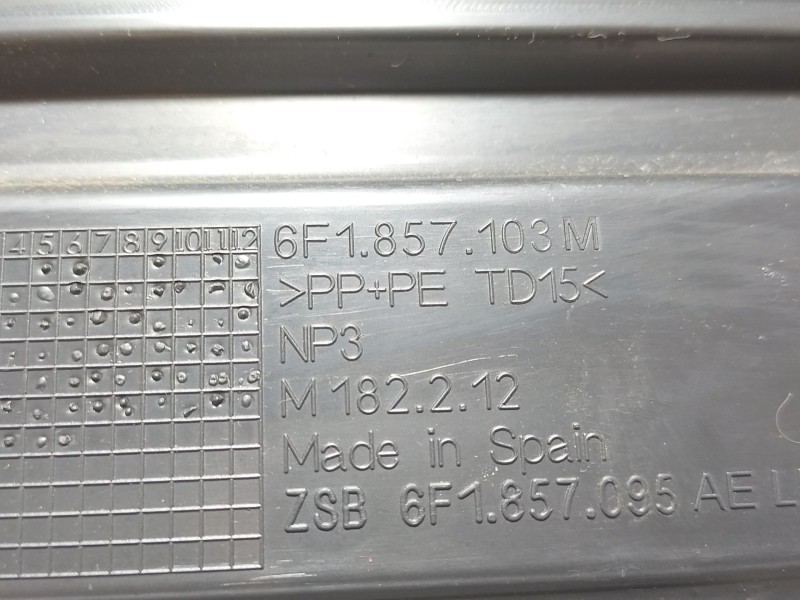 4 5 6 7 8 9 10 11 12
6F1.857.103 M
>PP+PE TD15<
NP3
M 182.2.12
Made in Spain
ZSB 6F1.857.095 AE